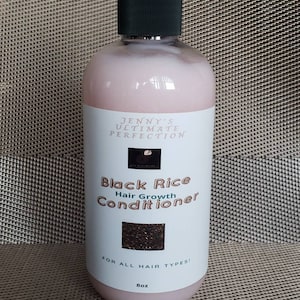 JENNY'S
ULTIMATE
PERFECTION
Black Rice
Hair Growth
Conditioner
FOR ALL HAIR TYPES!
8oz